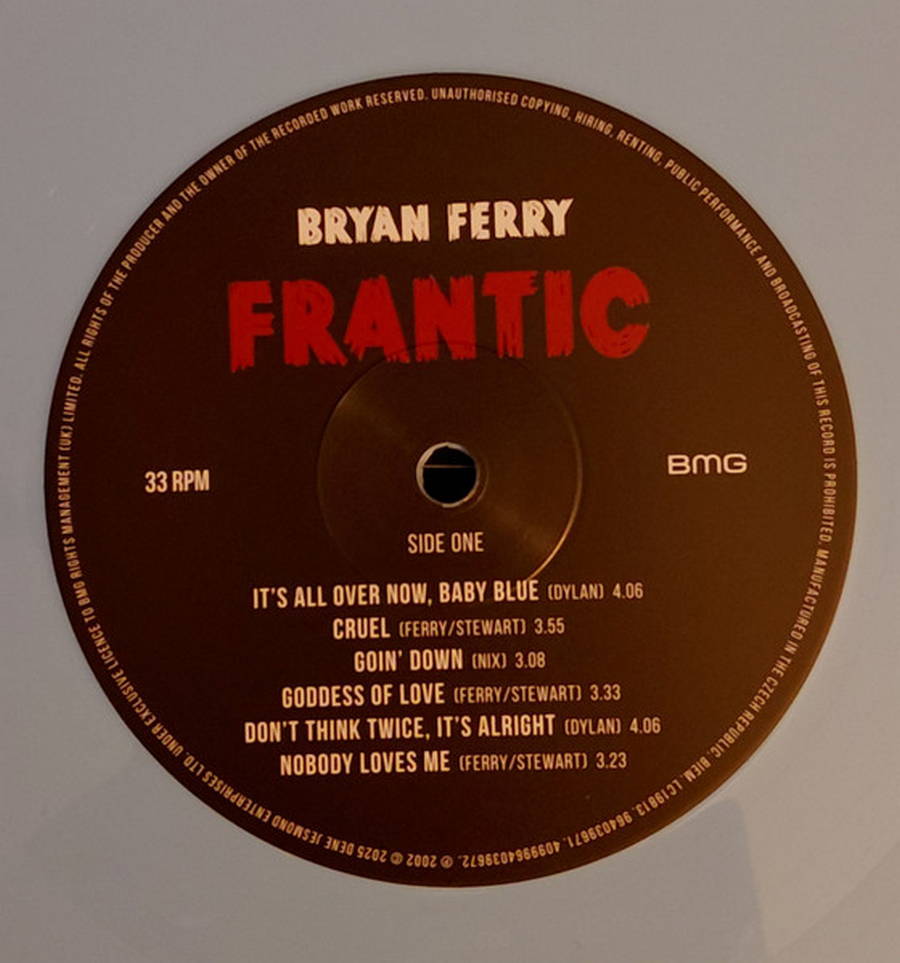 BRYAN FERRY
FRANTIC
33 RPM
BMG
SIDE ONE
IT'S ALL OVER NOW, BABY BLUE (DYLAN) 4.06
CRUEL (FERRY/STEWART) 3.55
GOIN' DOWN (NIX) 3.08
GODDESS OF LOVE (FERRY/STEWART) 3.33
DON'T THINK TWICE, IT'S ALRIGHT (DYLAN) 4.06
NOBODY LOVES ME (FERRY/STEWART) 3.23
℗ 2002 © 2025 DENE JESMOND ENTERPRISES LTD. UNDER EXCLUSIVE LICENCE TO BMG RIGHTS MANAGEMENT (UK) LIMITED. ALL RIGHTS OF THE PRODUCER AND THE OWNER OF THE RECORDED WORK RESERVED. UNAUTHORISED COPYING, HIRING, RENTING, PUBLIC PERFORMANCE AND BROADCASTING OF THIS RECORD IS PROHIBITED. MANUFACTURED IN THE CZECH REPUBLIC. BIEM. LC19813. 964039671. 4099964039672.